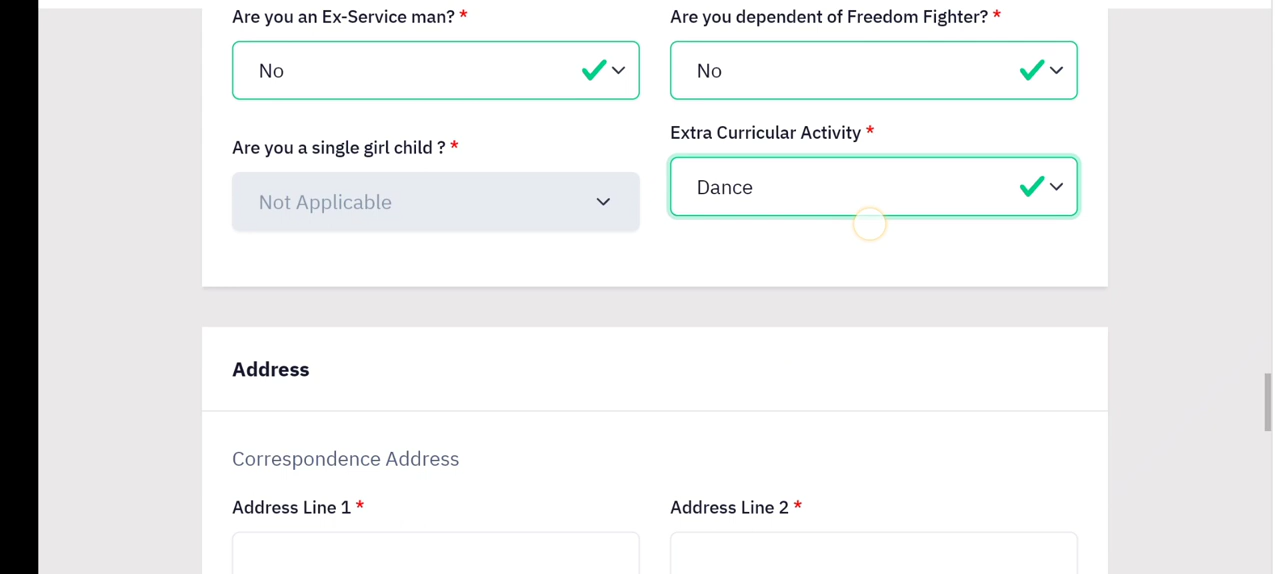 Are you an Ex-Service man? *
Are you dependent of Freedom Fighter? *
No
No
Extra Curricular Activity *
Are you a single girl child ? *
Dance
Not Applicable
Address
Correspondence Address
Address Line 1 *
Address Line 2 *